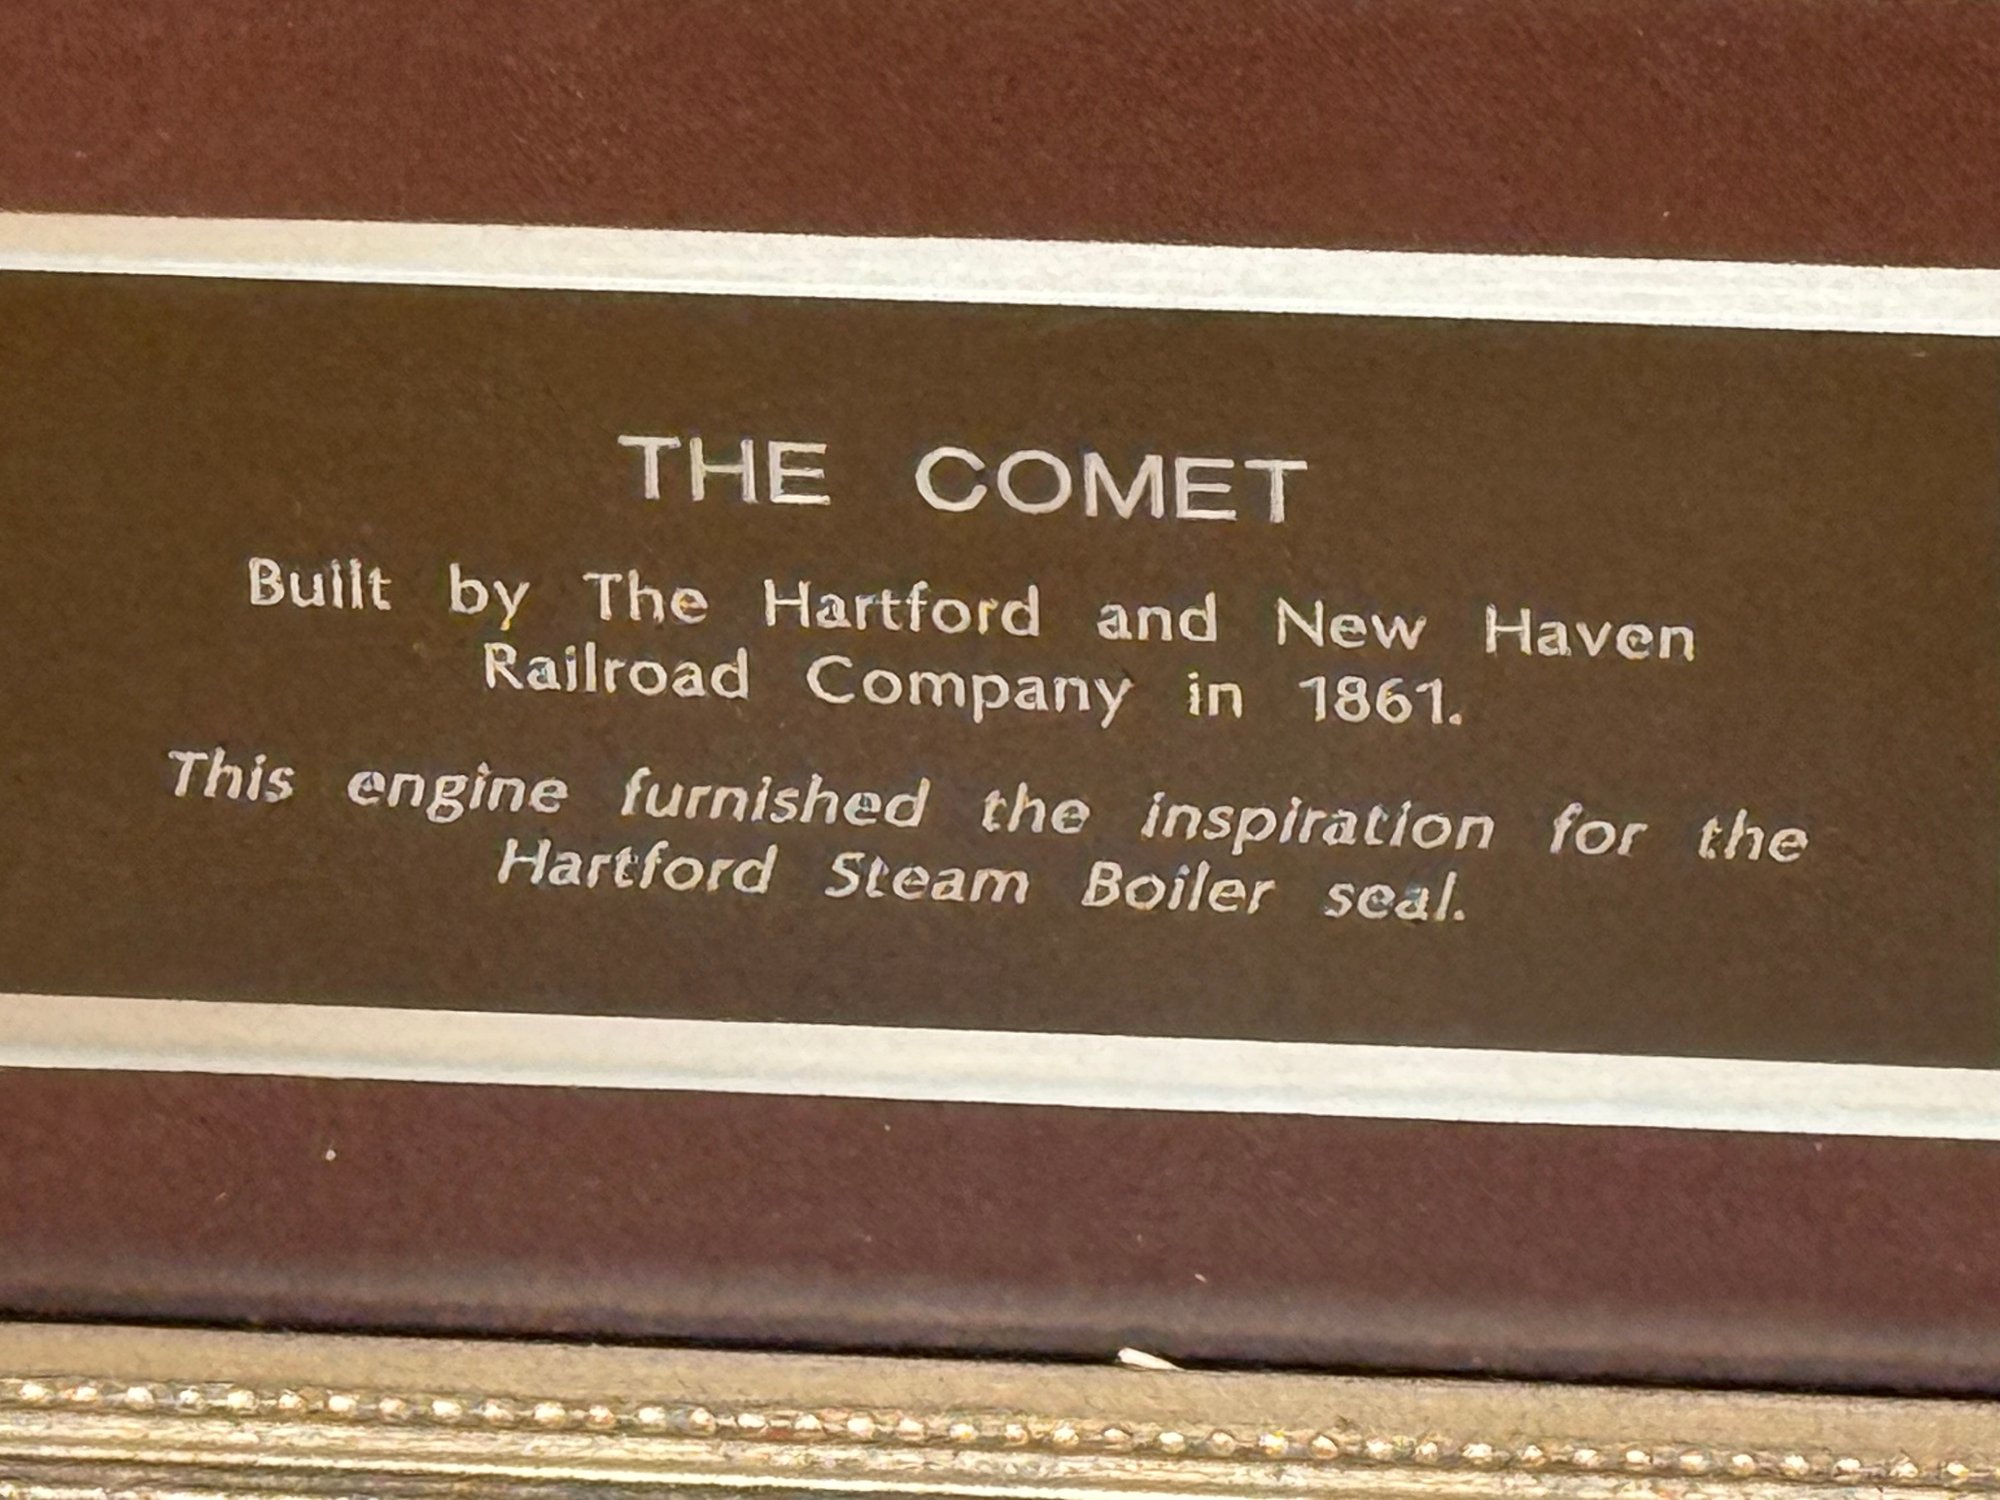 THE COMET
Built by The Hartford and New Haven
Railroad Company in 1861.
This engine furnished the inspiration for the
Hartford Steam Boiler seal.